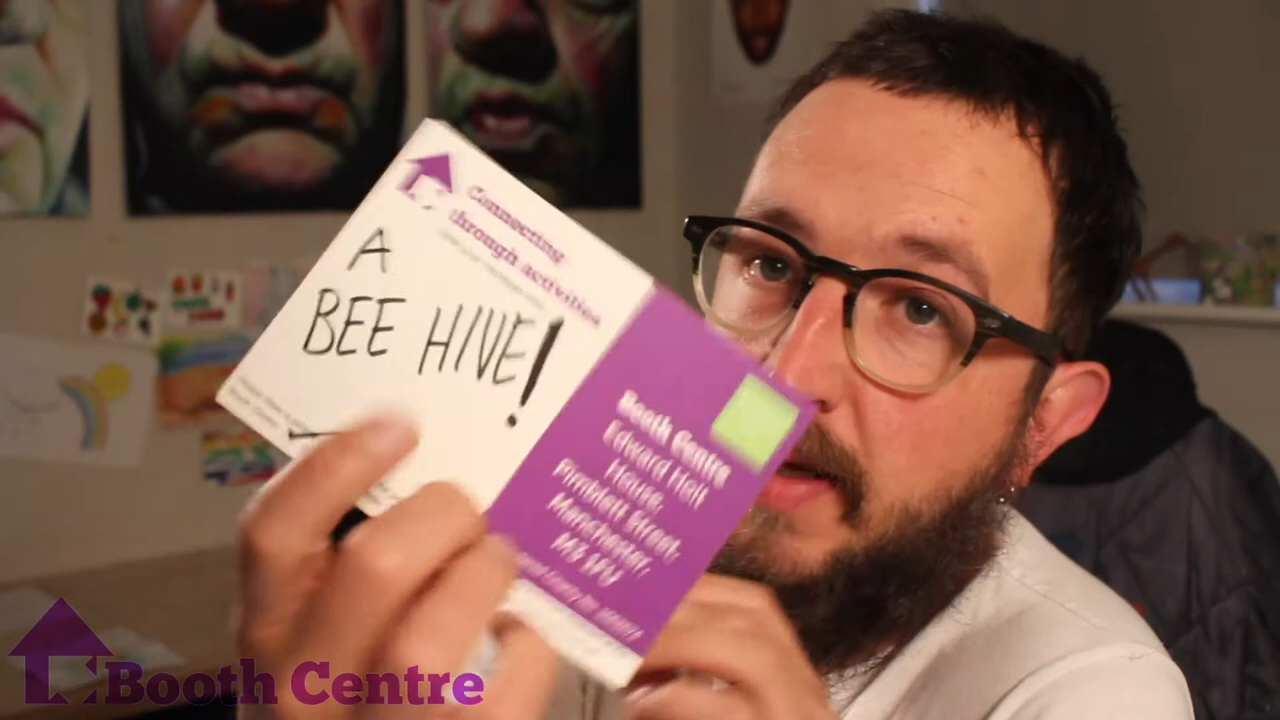 Connecting
through activities
A
BEE HIVE!
Booth Centre
Edward Holt
House,
Pimblett Street,
Manchester,
M3 1FU
Booth Centre